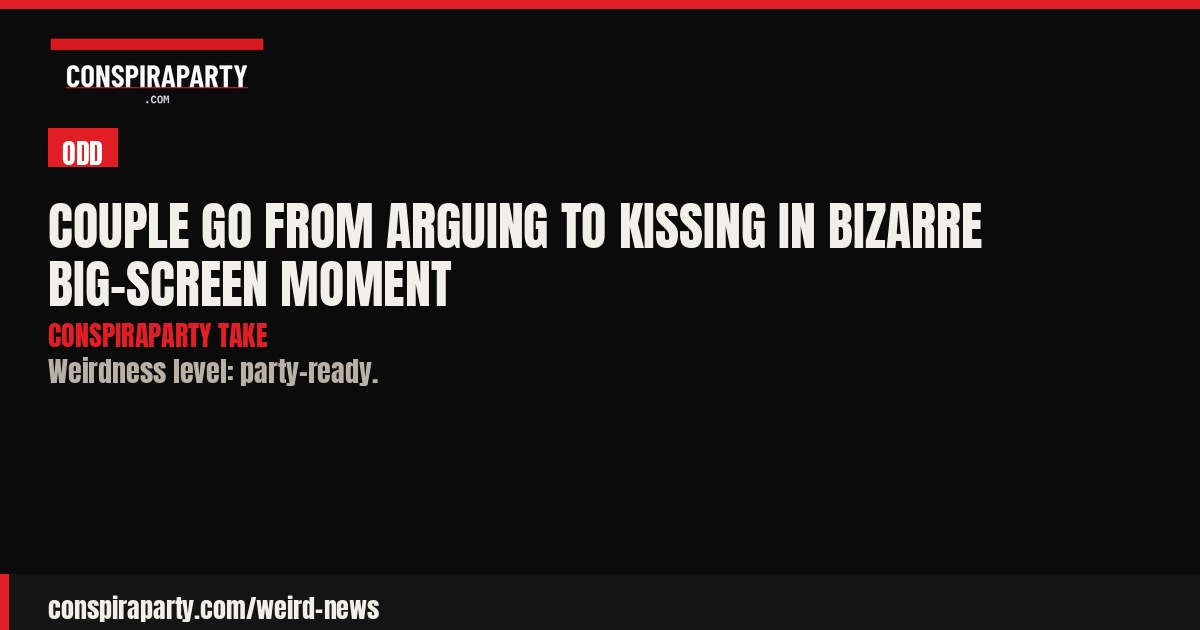 CONSPIRAPARTY
.COM
ODD
COUPLE GO FROM ARGUING TO KISSING IN BIZARRE
BIG-SCREEN MOMENT
CONSPIRAPARTY TAKE
Weirdness level: party-ready.
conspiraparty.com/weird-news